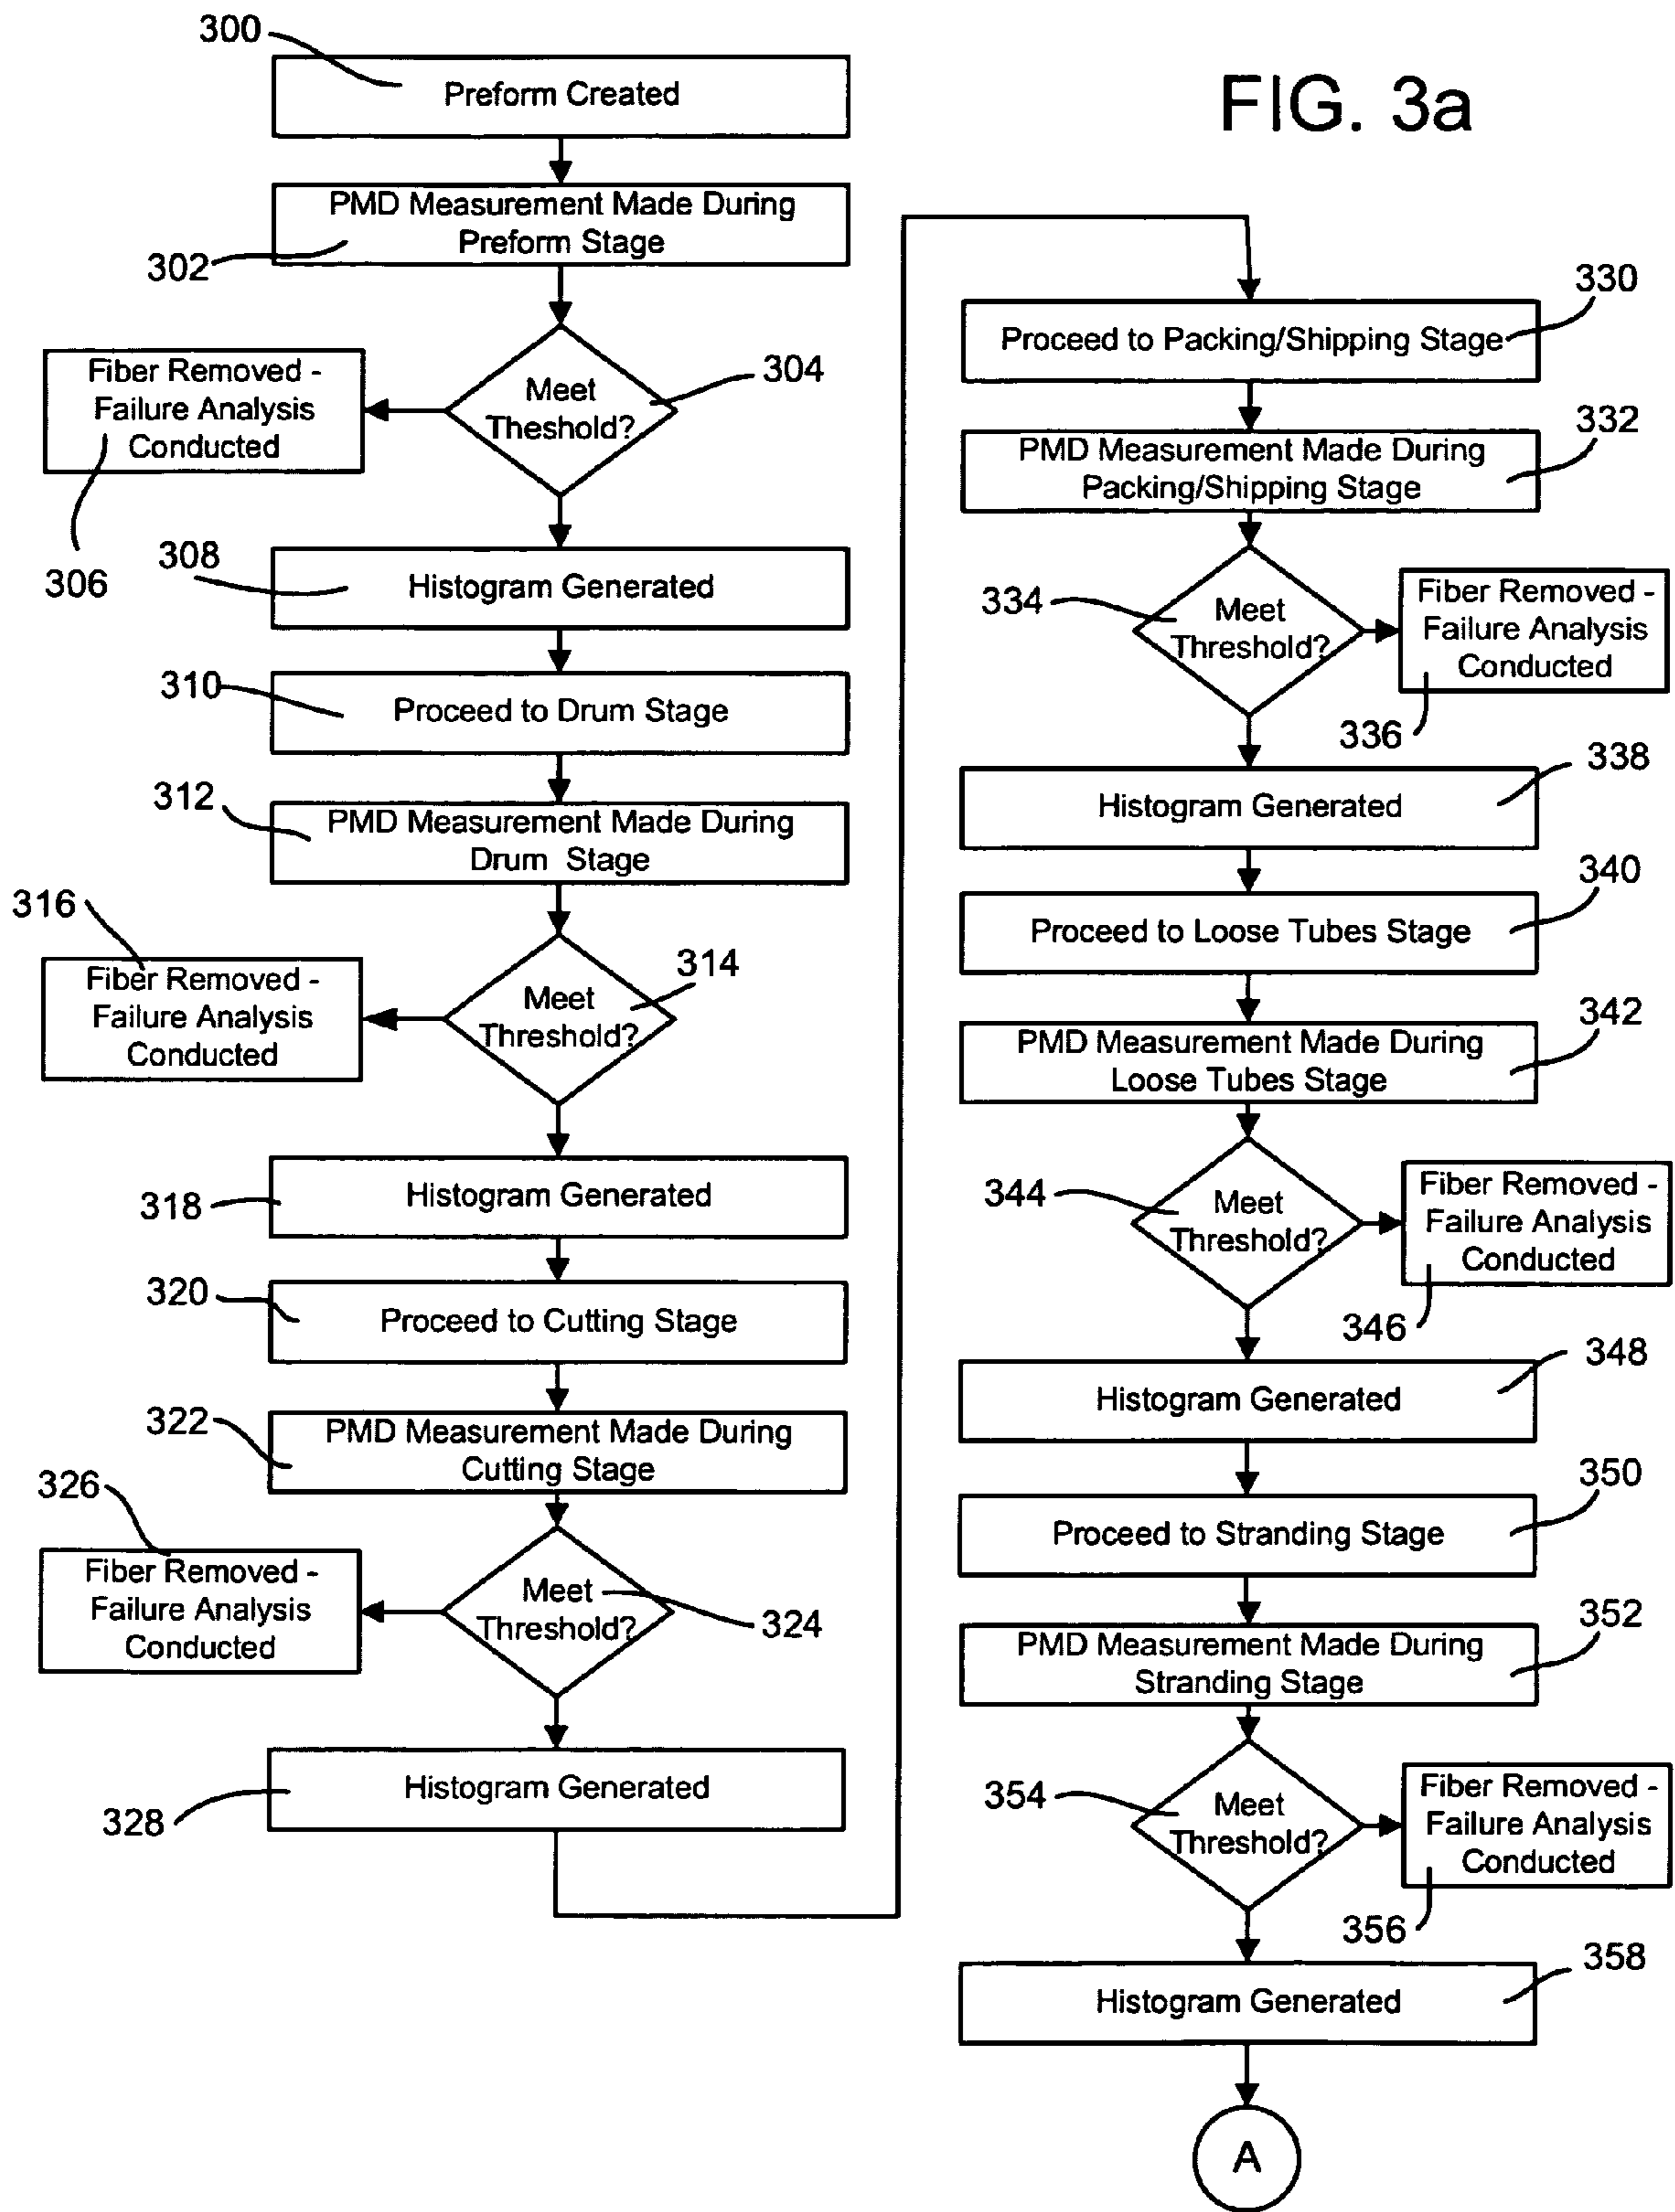 FIG. 3a
300
Preform Created
PMD Measurement Made During
Preform Stage
302
Meet
Theshold?
304
Fiber Removed -
Failure Analysis
Conducted
306
308
Histogram Generated
310
Proceed to Drum Stage
312
PMD Measurement Made During
Drum Stage
316
Fiber Removed -
Failure Analysis
Conducted
Meet
Threshold?
314
318
Histogram Generated
320
Proceed to Cutting Stage
322
PMD Measurement Made During
Cutting Stage
326
Fiber Removed -
Failure Analysis
Conducted
Meet
Threshold?
324
328
Histogram Generated
330
Proceed to Packing/Shipping Stage
332
PMD Measurement Made During
Packing/Shipping Stage
334
Meet
Threshold?
Fiber Removed -
Failure Analysis
Conducted
336
338
Histogram Generated
340
Proceed to Loose Tubes Stage
342
PMD Measurement Made During
Loose Tubes Stage
344
Meet
Threshold?
Fiber Removed -
Failure Analysis
Conducted
346
348
Histogram Generated
350
Proceed to Stranding Stage
352
PMD Measurement Made During
Stranding Stage
354
Meet
Threshold?
Fiber Removed -
Failure Analysis
Conducted
356
358
Histogram Generated
A